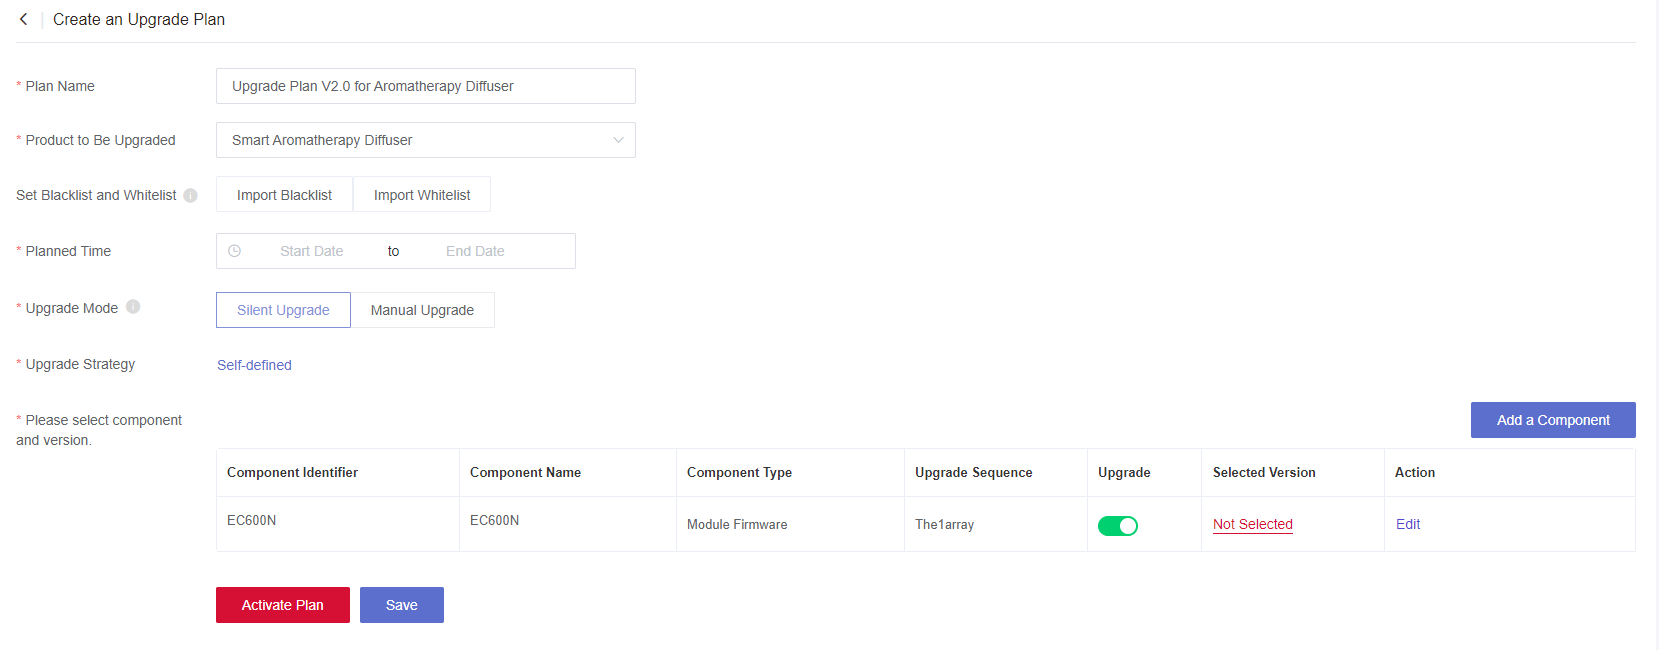 Create an Upgrade Plan
* Plan Name
Upgrade Plan V2.0 for Aromatherapy Diffuser
* Product to Be Upgraded
Smart Aromatherapy Diffuser
Set Blacklist and Whitelist
Import Blacklist
Import Whitelist
* Planned Time
Start Date to End Date
* Upgrade Mode
Silent Upgrade
Manual Upgrade
* Upgrade Strategy
Self-defined
* Please select component
and version.
Add a Component
Component Identifier Component Name Component Type Upgrade Sequence Upgrade Selected Version Action
EC600N EC600N Module Firmware The1array Not Selected Edit
Activate Plan
Save